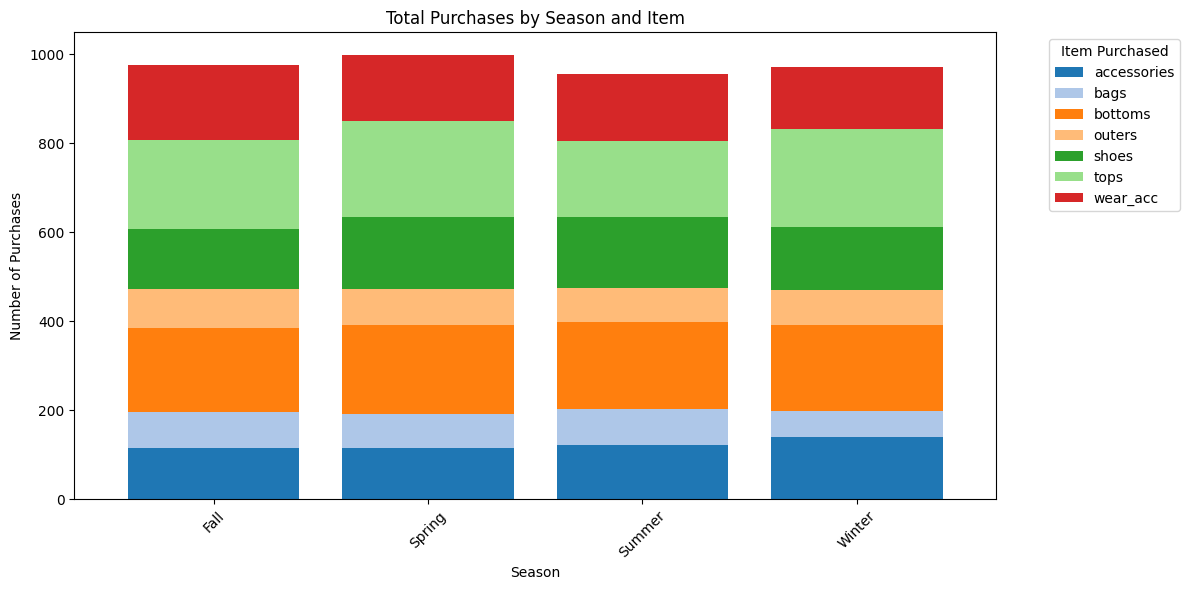 Total Purchases by Season and Item
Number of Purchases
1000
800
600
400
200
0
Fall
Spring
Summer
Winter
Season
Item Purchased
accessories
bags
bottoms
outers
shoes
tops
wear_acc